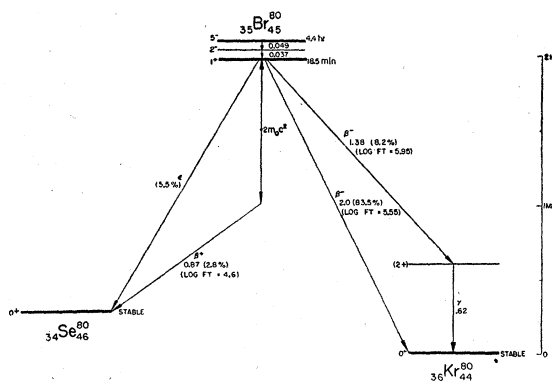 35Br45 80
5- 4.4 hr
0.049
2-
0.037
1+ 18.5 min
2m₀c²
β-
1.38 (8.2%)
(LOG FT = 5.95)
ε
(5.5%)
β-
2.0 (83.5%)
(LOG FT = 5.55)
β+
0.87 (2.8%)
(LOG FT = 4.6)
(2+)
γ
.62
0+ STABLE
34Se46 80
0+ STABLE
36Kr44 80
0